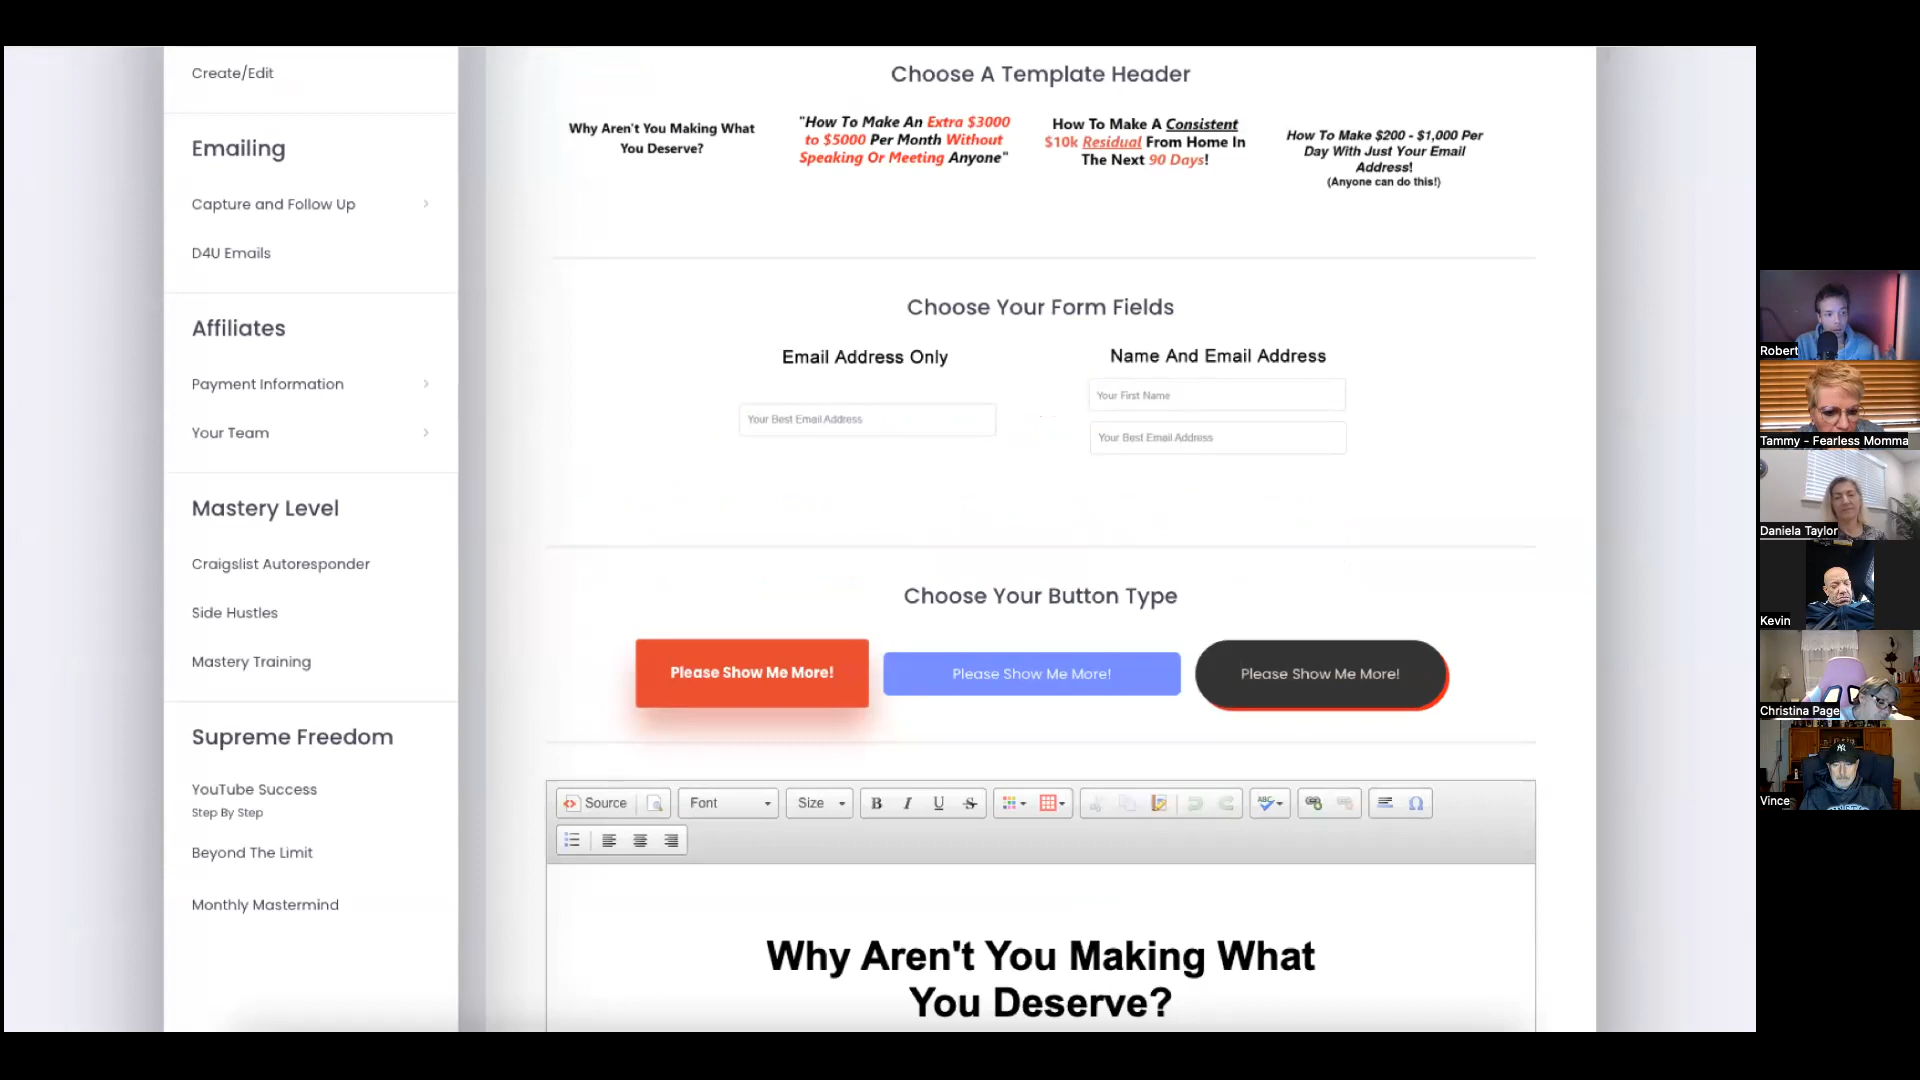 Create/Edit
Emailing
Capture and Follow Up
D4U Emails
Affiliates
Payment Information
Your Team
Mastery Level
Craigslist Autoresponder
Side Hustles
Mastery Training
Supreme Freedom
YouTube Success
Step By Step
Beyond The Limit
Monthly Mastermind
Choose A Template Header
Why Aren't You Making What
You Deserve?
"How To Make An Extra $3000
to $5000 Per Month Without
Speaking Or Meeting Anyone"
How To Make A Consistent
$10k Residual From Home In
The Next 90 Days!
How To Make $200 - $1,000 Per
Day With Just Your Email
Address!
(Anyone can do this!)
Choose Your Form Fields
Email Address Only
Your Best Email Address
Name And Email Address
Your First Name
Your Best Email Address
Choose Your Button Type
Please Show Me More!
Please Show Me More!
Please Show Me More!
Source Font Size B I U S ABC Ω
Why Aren't You Making What
You Deserve?
Robert
Tammy - Fearless Momma
Daniela Taylor
Kevin
Christina Page
Vince